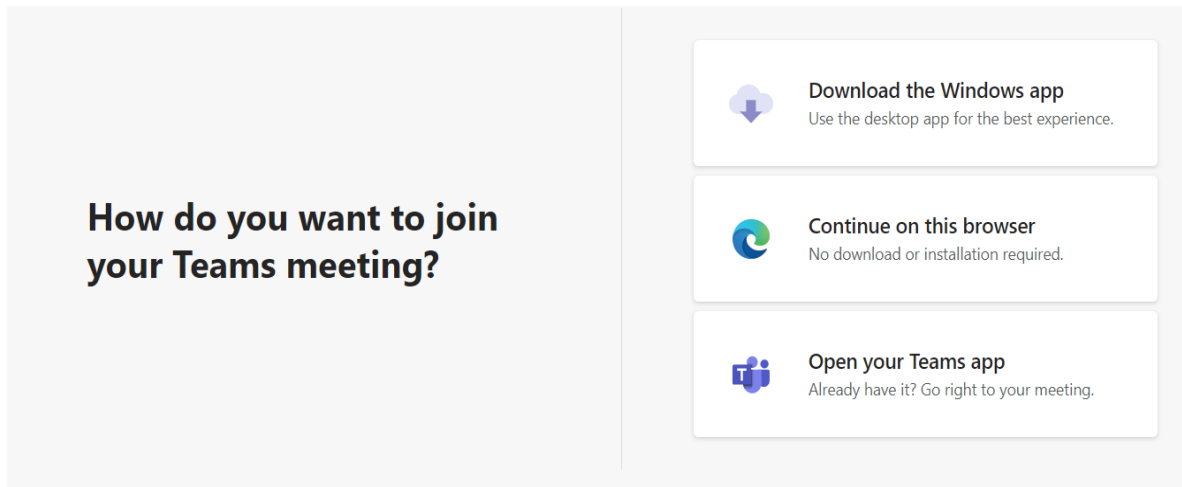 How do you want to join
your Teams meeting?
Download the Windows app
Use the desktop app for the best experience.
Continue on this browser
No download or installation required.
T
Open your Teams app
Already have it? Go right to your meeting.